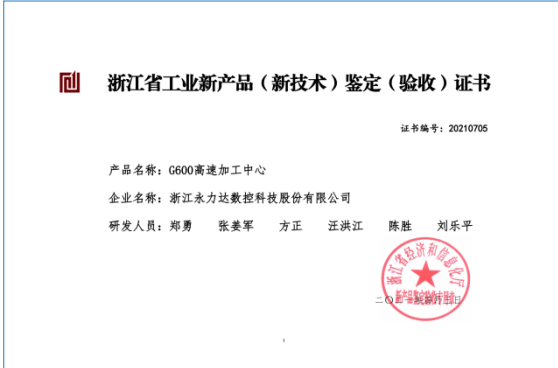 浙江省工业新产品（新技术）鉴定（验收）证书
证书编号：20210705
产品名称：G600高速加工中心
企业名称：浙江永力达数控科技股份有限公司
研发人员：郑勇 张姜军 方正 汪洪江 陈胜 刘乐平
浙江省经济和信息化厅
二〇二